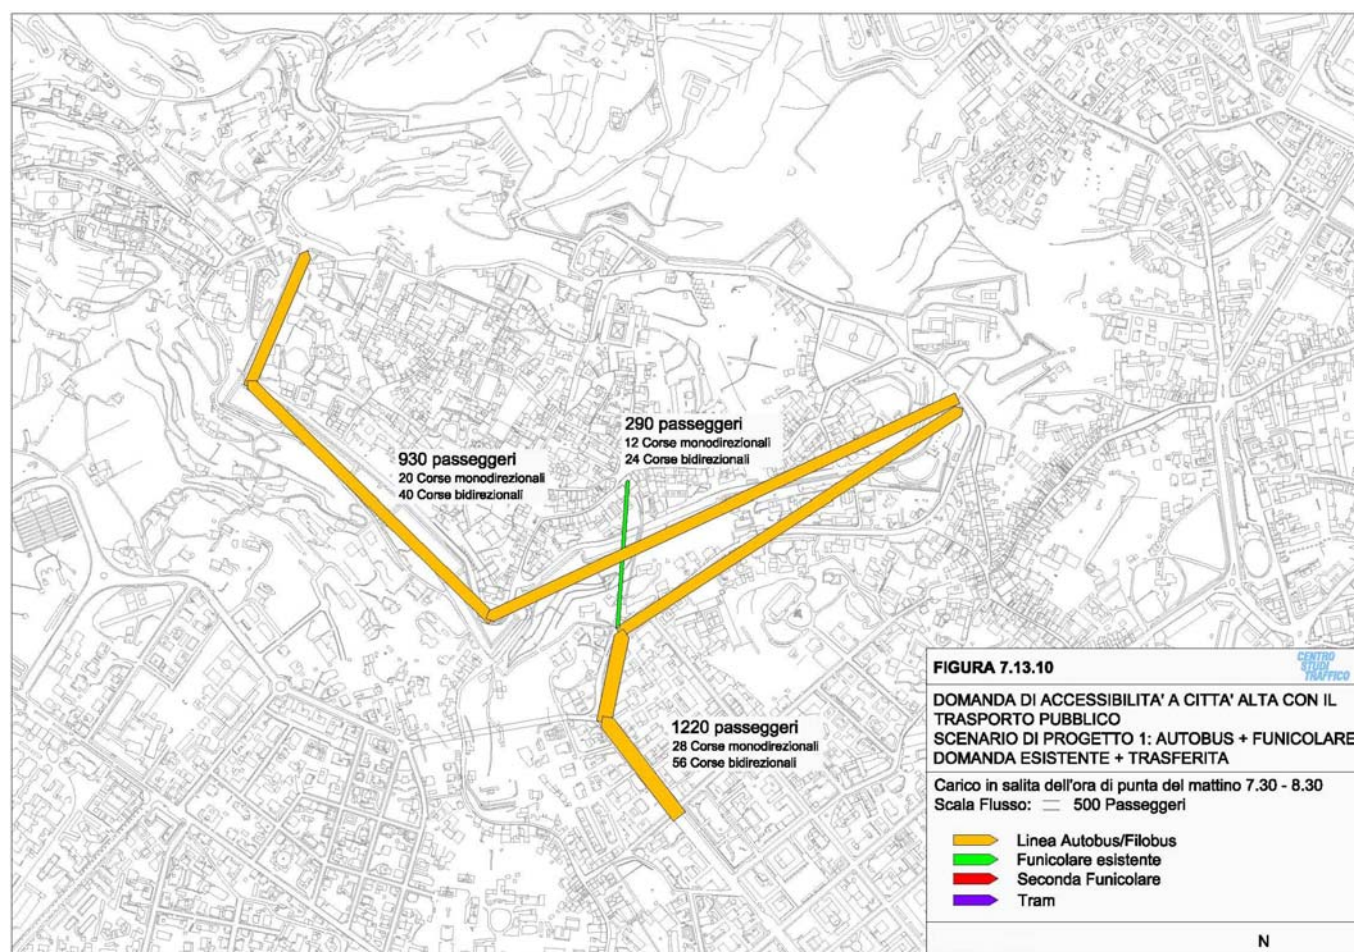 290 passeggeri
12 Corse monodirezionali
24 Corse bidirezionali
930 passeggeri
20 Corse monodirezionali
40 Corse bidirezionali
1220 passeggeri
28 Corse monodirezionali
56 Corse bidirezionali
FIGURA 7.13.10
CENTRO
STUDI
TRAFFICO
DOMANDA DI ACCESSIBILITA' A CITTA' ALTA CON IL
TRASPORTO PUBBLICO
SCENARIO DI PROGETTO 1: AUTOBUS + FUNICOLARE
DOMANDA ESISTENTE + TRASFERITA
Carico in salita dell'ora di punta del mattino 7.30 - 8.30
Scala Flusso: 500 Passeggeri
Linea Autobus/Filobus
Funicolare esistente
Seconda Funicolare
Tram
N